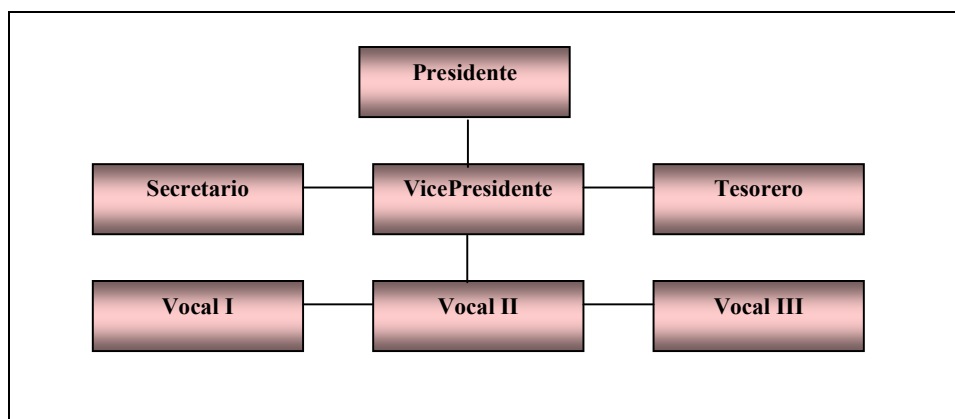 Presidente
Secretario
VicePresidente
Tesorero
Vocal I
Vocal II
Vocal III